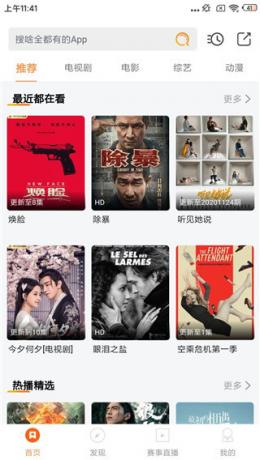 上午11:41
41
搜啥全都有的App
推荐 电视剧 电影 综艺 动漫
最近都在看 更多
NEW FACE
焕脸
更新至8集
除暴
HD
更新至20201124期
焕脸 除暴 听见她说
更新到10集
LE SEL DES LARMES
HD
THE FLIGHT ATTENDANT
更新至1集
今夕何夕[电视剧] 眼泪之盐 空乘危机第一季
热播精选 更多
首页 发现 赛事直播 我的